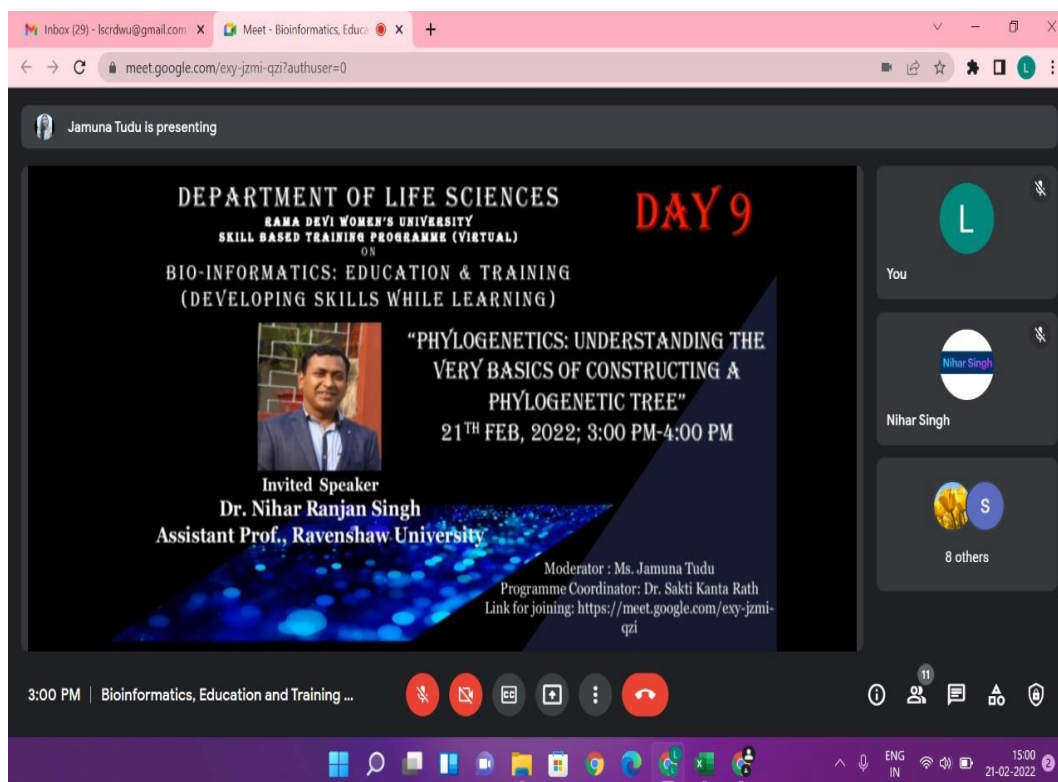 Inbox (29) - lscrdwu@gmail.com
Meet - Bioinformatics, Educa
meet.google.com/exy-jzmi-qzi?authuser=0
L
Jamuna Tudu is presenting
DEPARTMENT OF LIFE SCIENCES
RAMA DEVI WOMEN'S UNIVERSITY
SKILL BASED TRAINING PROGRAMME (VIRTUAL)
ON
BIO-INFORMATICS: EDUCATION & TRAINING
(DEVELOPING SKILLS WHILE LEARNING)
DAY 9
"PHYLOGENETICS: UNDERSTANDING THE
VERY BASICS OF CONSTRUCTING A
PHYLOGENETIC TREE"
21TH FEB, 2022; 3:00 PM-4:00 PM
Invited Speaker
Dr. Nihar Ranjan Singh
Assistant Prof., Ravenshaw University
Moderator : Ms. Jamuna Tudu
Programme Coordinator: Dr. Sakti Kanta Rath
Link for joining: https://meet.google.com/exy-jzmi-
qzi
L
You
Nihar Singh
Nihar Singh
S
8 others
3:00 PM | Bioinformatics, Education and Training ...
CC
11
ENG
IN
15:00
21-02-2022
2